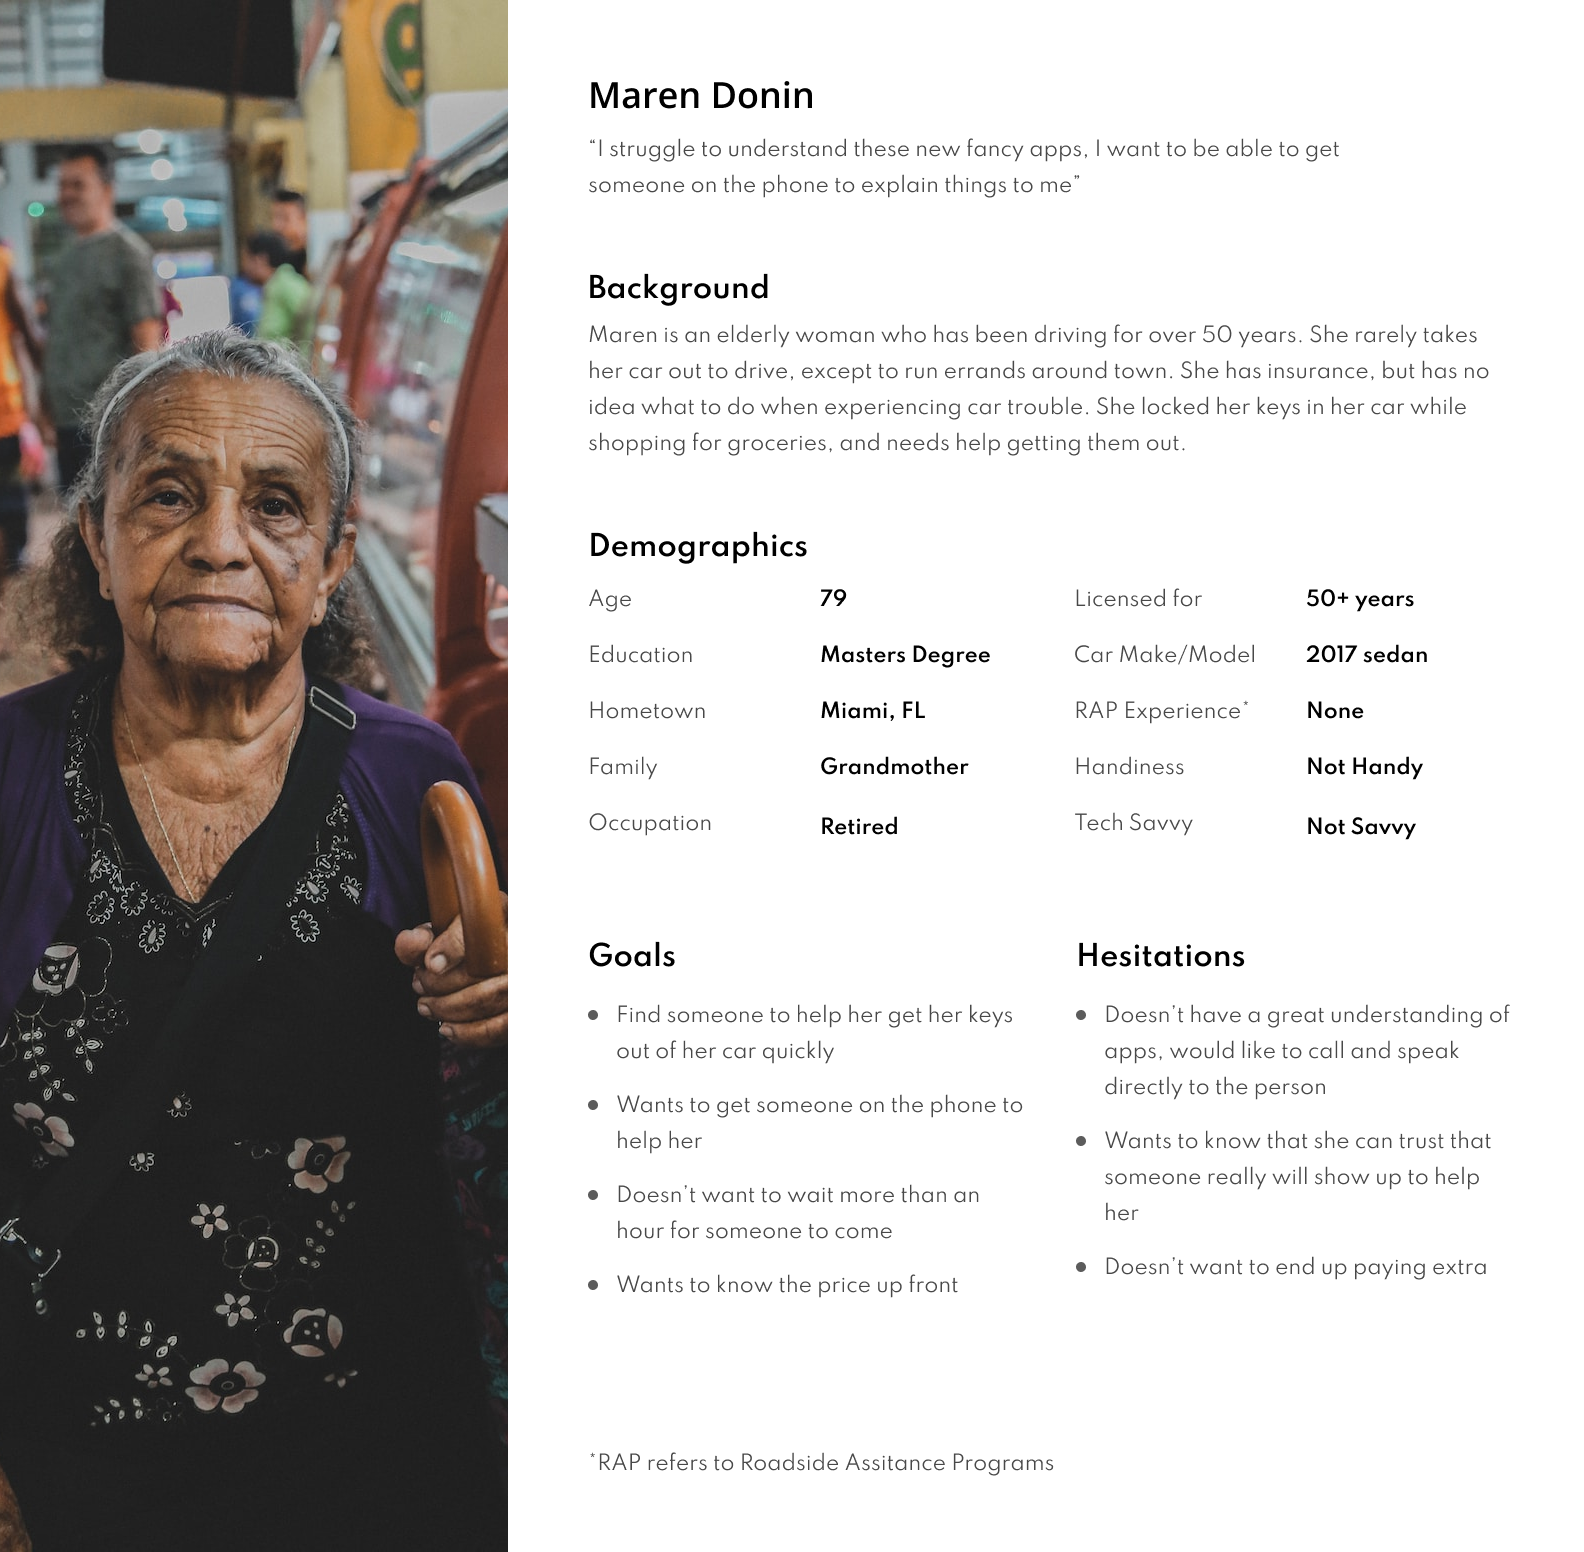 Maren Donin
“I struggle to understand these new fancy apps, I want to be able to get
someone on the phone to explain things to me”
Background
Maren is an elderly woman who has been driving for over 50 years. She rarely takes
her car out to drive, except to run errands around town. She has insurance, but has no
idea what to do when experiencing car trouble. She locked her keys in her car while
shopping for groceries, and needs help getting them out.
Demographics
Age 79
Education Masters Degree
Hometown Miami, FL
Family Grandmother
Occupation Retired
Licensed for 50+ years
Car Make/Model 2017 sedan
RAP Experience* None
Handiness Not Handy
Tech Savvy Not Savvy
Goals
• Find someone to help her get her keys
out of her car quickly
• Wants to get someone on the phone to
help her
• Doesn’t want to wait more than an
hour for someone to come
• Wants to know the price up front
Hesitations
• Doesn’t have a great understanding of
apps, would like to call and speak
directly to the person
• Wants to know that she can trust that
someone really will show up to help
her
• Doesn’t want to end up paying extra
*RAP refers to Roadside Assitance Programs